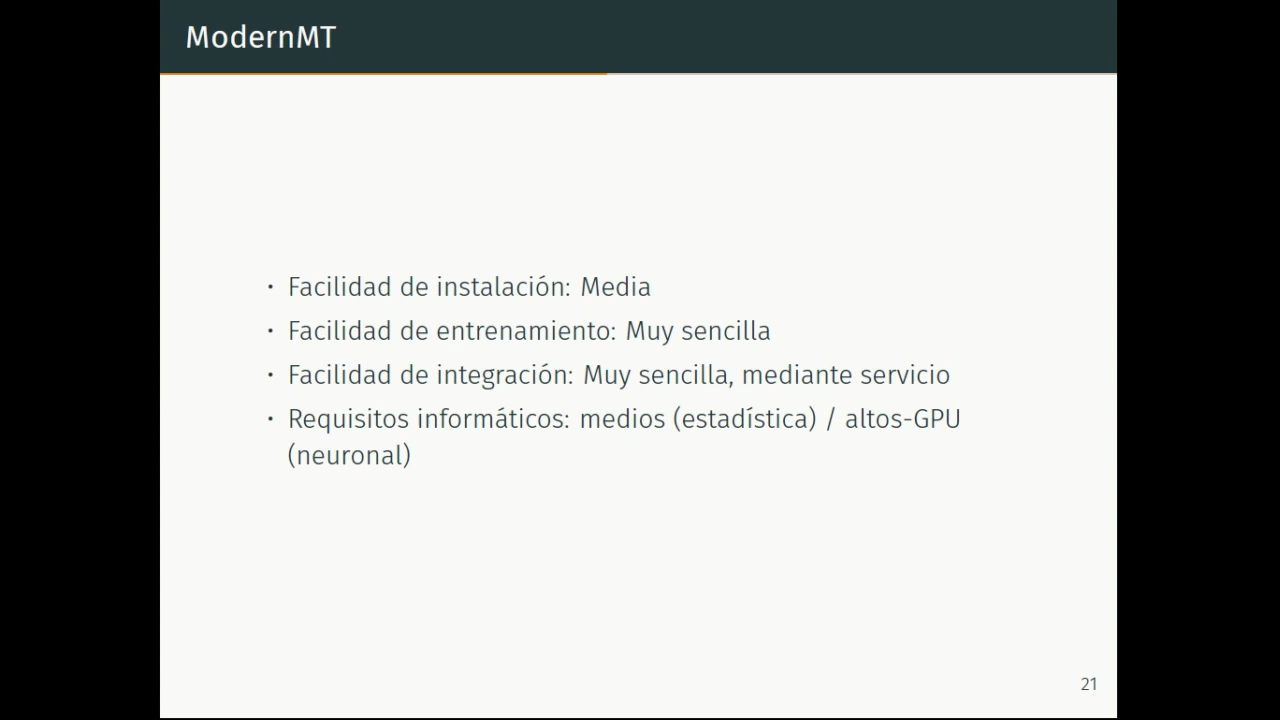 ModernMT
• Facilidad de instalación: Media
• Facilidad de entrenamiento: Muy sencilla
• Facilidad de integración: Muy sencilla, mediante servicio
• Requisitos informáticos: medios (estadística) / altos-GPU
(neuronal)
21